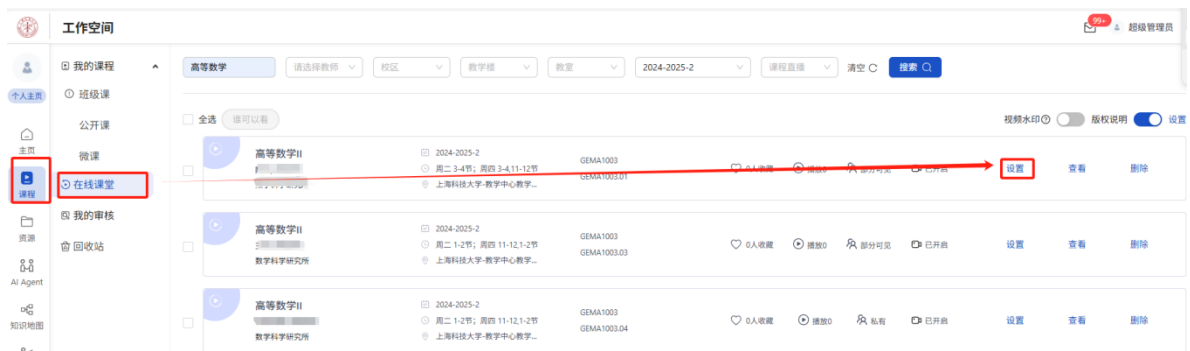 工作空间
99+
超级管理员
个人主页
主页
课程
资源
AI Agent
知识地图
我的课程
班级课
公开课
微课
在线课堂
我的审核
回收站
高等数学 请选择教师 校区 教学楼 教室 2024-2025-2 课程直播 清空 搜索
全选 谁可以看 视频水印 版权说明 设置
高等数学II
2024-2025-2
周二 3-4节；周四 3-4,11-12节
上海科技大学-教学中心教学...
GEMA1003
GEMA1003.01
0人收藏 播放0 部分可见 已开启 设置 查看 删除
高等数学II
数学科学研究所
2024-2025-2
周二 1-2节；周四 11-12,1-2节
上海科技大学-教学中心教学...
GEMA1003
GEMA1003.03
0人收藏 播放0 部分可见 已开启 设置 查看 删除
高等数学II
数学科学研究所
2024-2025-2
周二 1-2节；周四 11-12,1-2节
上海科技大学-教学中心教学...
GEMA1003
GEMA1003.04
0人收藏 播放0 私有 已开启 设置 查看 删除